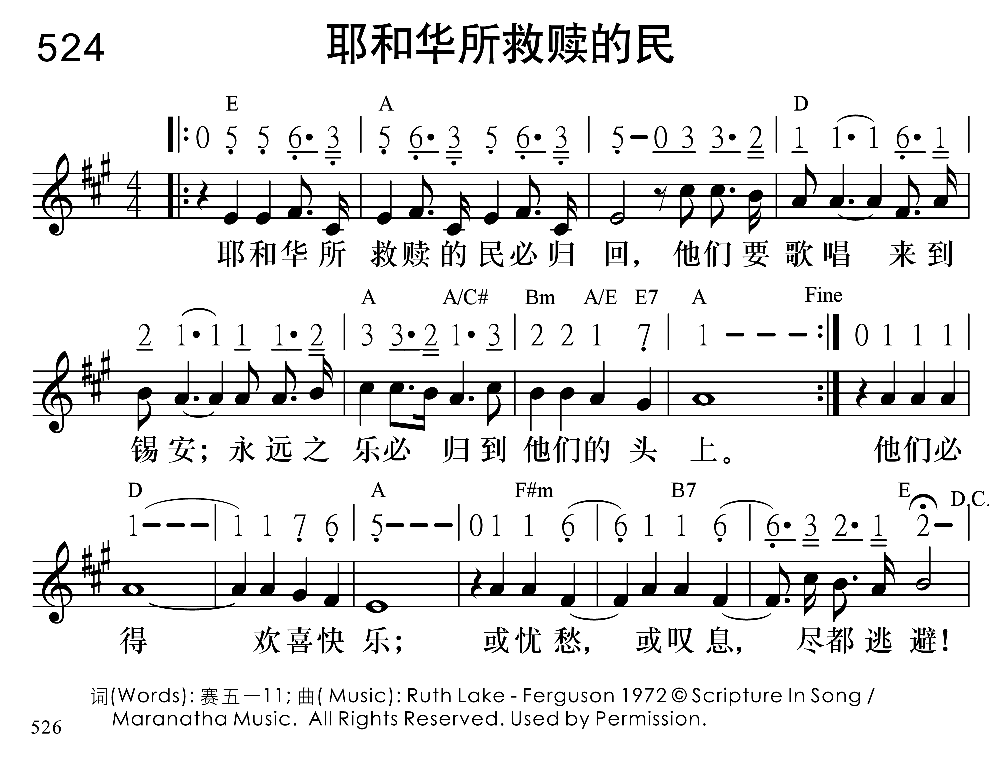 524
耶和华所救赎的民
E A D
0 5 5 6• 3 | 5 6• 3 5 6• 3 | 5 – 0 3 3• 2 | 1 1• 1 6• 1 |
4
4
耶和华所 救赎的民必归 回，他们要歌唱 来到
A A/C# Bm A/E E7 A Fine
2 1• 1 1 1• 2 | 3 3• 2 1• 3 | 2 2 1 7 | 1 – – – :| 0 1 1 1 |
锡安；永远之 乐必 归到他们的头 上。 他们必
D A F#m B7 E D.C.
1 – – – | 1 1 7 6 | 5 – – – | 0 1 1 6 | 6 1 1 6 | 6• 3 2• 1 2 –
得 欢喜快乐； 或忧愁， 或叹息， 尽都逃避！
词(Words): 赛五一11; 曲( Music): Ruth Lake - Ferguson 1972 © Scripture In Song /
Maranatha Music. All Rights Reserved. Used by Permission.
526